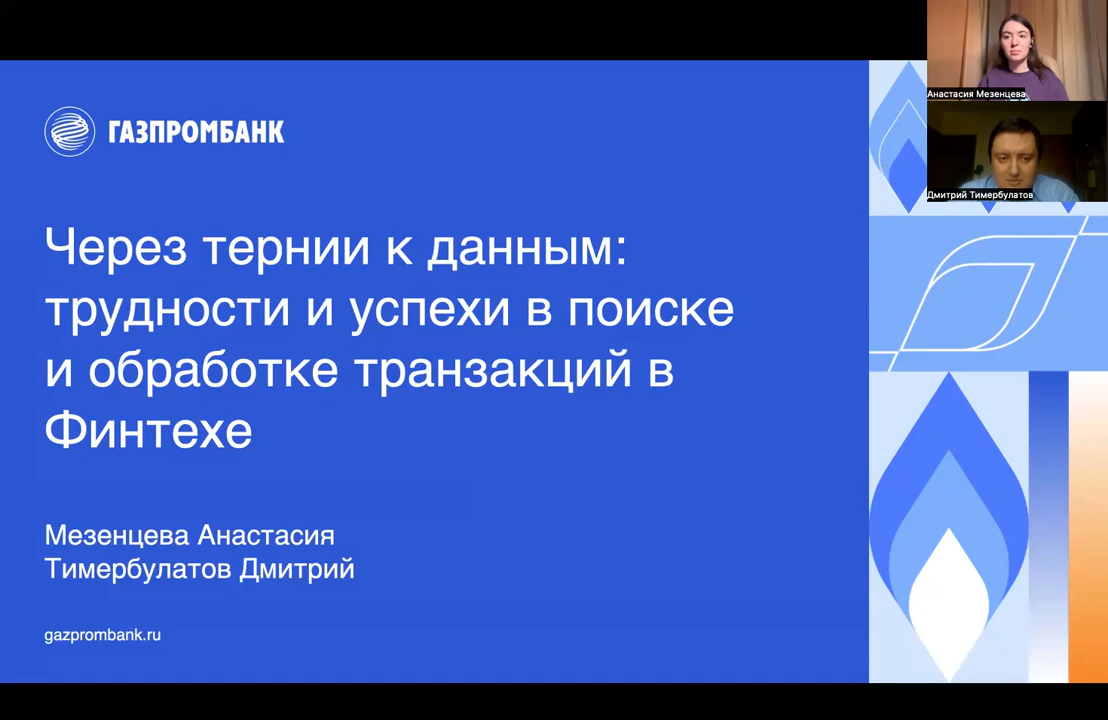 ГАЗПРОМБАНК
Через тернии к данным:
трудности и успехи в поиске
и обработке транзакций в
Финтехе
Мезенцева Анастасия
Тимербулатов Дмитрий
gazprombank.ru
Анастасия Мезенцева
Дмитрий Тимербулатов